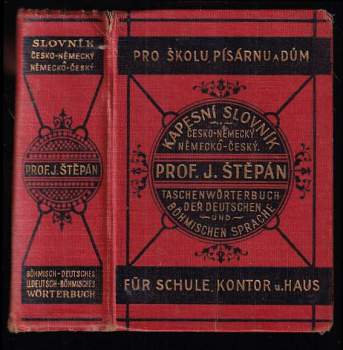 SLOVNÍK
ČESKO-NĚMECKÝ
NĚMECKO-ČESKÝ
PROF. J. ŠTĚPÁN
BÖHMISCH-DEUTSCHES
U. DEUTSCH-BÖHMISCHES
WÖRTERBUCH
PRO ŠKOLU, PÍSÁRNU A DŮM
KAPESNÍ SLOVNÍK
ČESKO-NĚMECKÝ
NĚMECKO-ČESKÝ.
PROF. J. ŠTĚPÁN
TASCHENWÖRTERBUCH
DER DEUTSCHEN
UND
BÖHMISCHEN SPRACHE
FÜR SCHULE, KONTOR u. HAUS